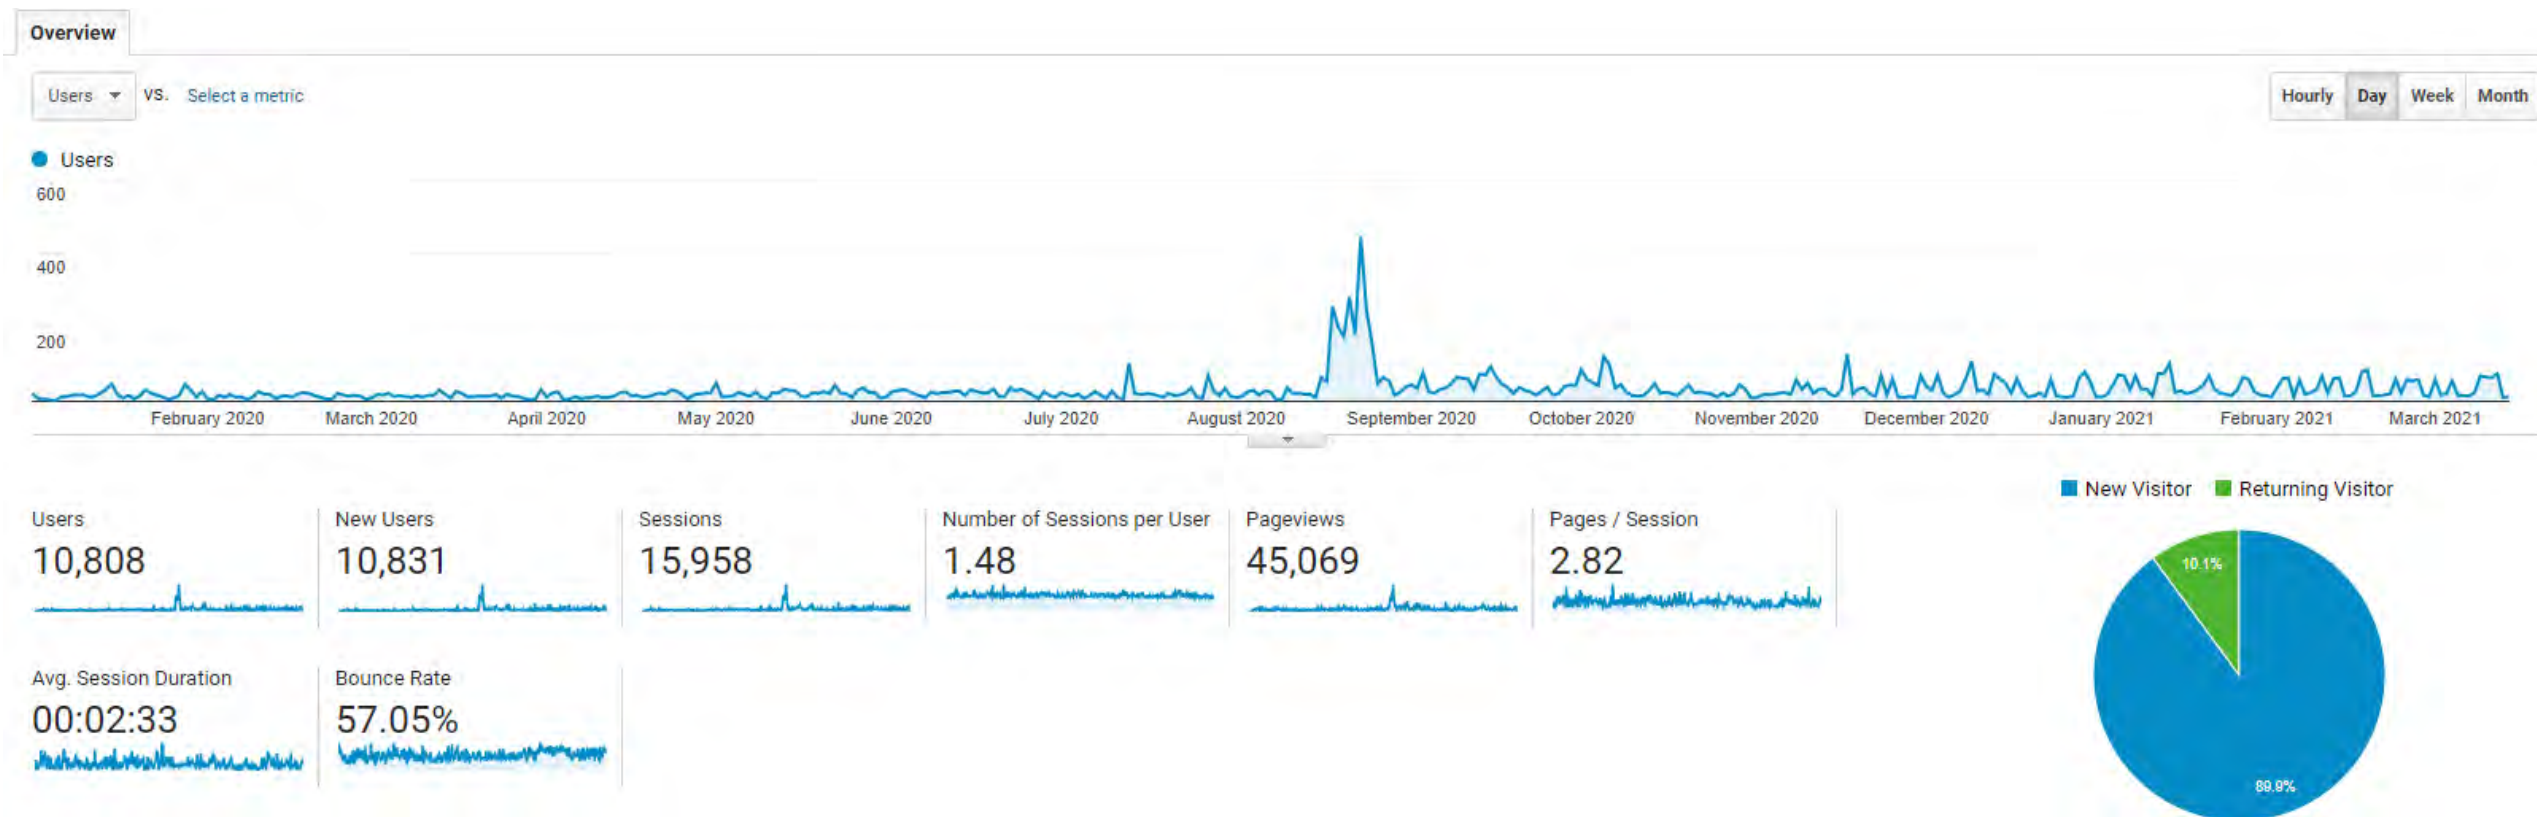 Overview
Users vs. Select a metric
Hourly Day Week Month
Users
600
400
200
February 2020 March 2020 April 2020 May 2020 June 2020 July 2020 August 2020 September 2020 October 2020 November 2020 December 2020 January 2021 February 2021 March 2021
New Visitor Returning Visitor
Users New Users Sessions Number of Sessions per User Pageviews Pages / Session
10,808 10,831 15,958 1.48 45,069 2.82
10.1%
Avg. Session Duration Bounce Rate
00:02:33 57.05%
89.9%